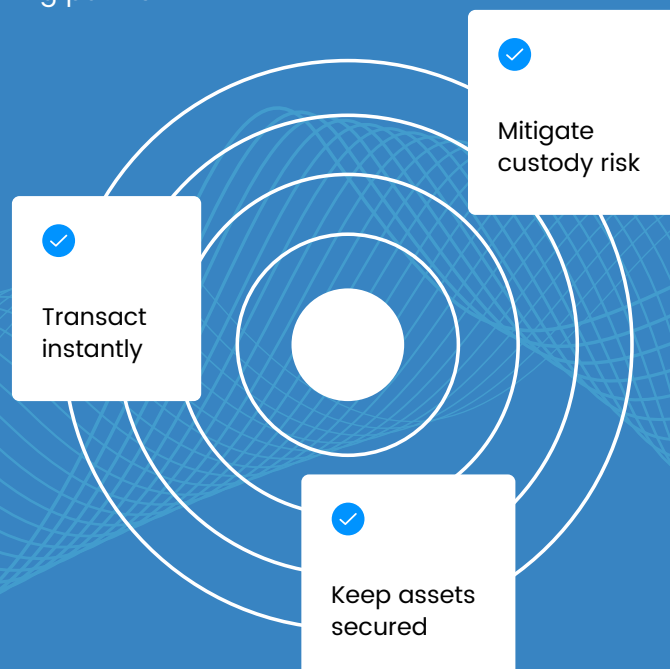 Mitigate
custody risk
Transact
instantly
Keep assets
secured